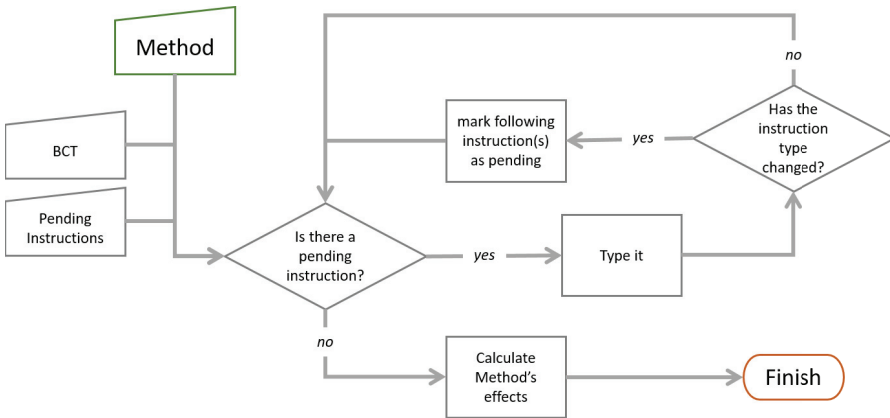 Method
BCT
Pending
Instructions
Is there a
pending
instruction?
yes
Type it
Has the
instruction
type
changed?
no
yes
mark following
instruction(s)
as pending
no
Calculate
Method's
effects
Finish